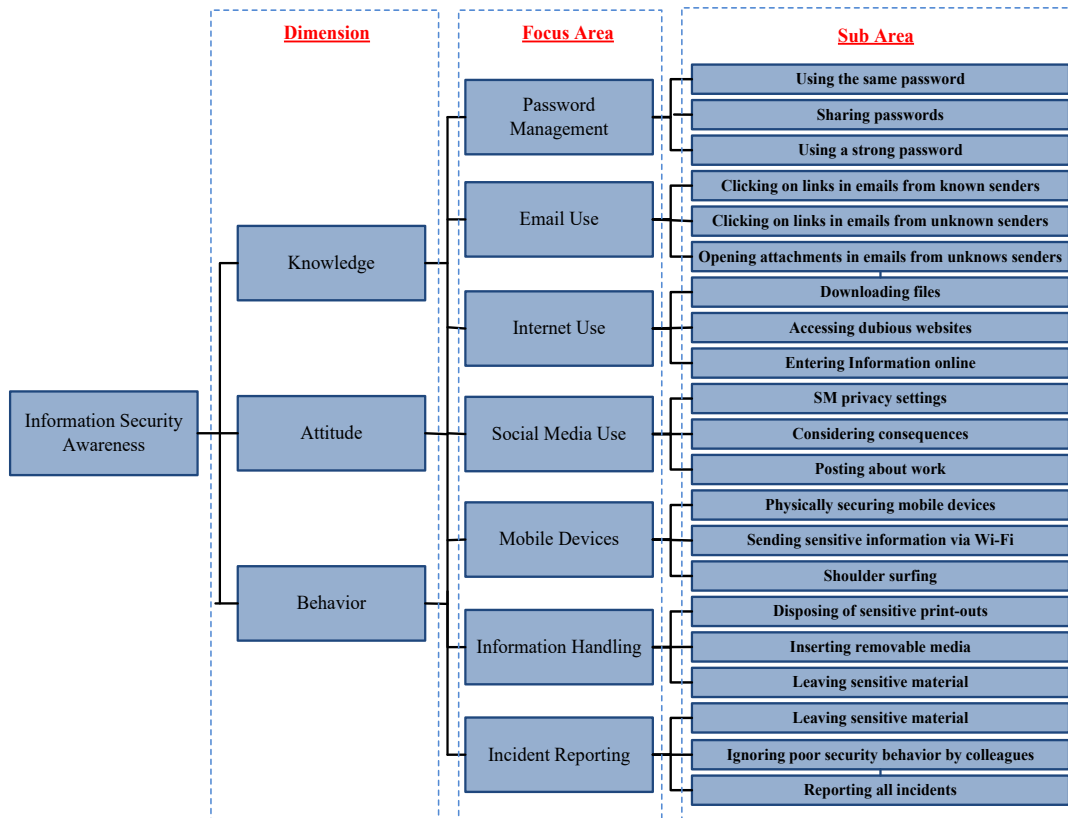 Dimension
Focus Area
Sub Area
Information Security
Awareness
Knowledge
Attitude
Behavior
Password
Management
Email Use
Internet Use
Social Media Use
Mobile Devices
Information Handling
Incident Reporting
Using the same password
Sharing passwords
Using a strong password
Clicking on links in emails from known senders
Clicking on links in emails from unknown senders
Opening attachments in emails from unknows senders
Downloading files
Accessing dubious websites
Entering Information online
SM privacy settings
Considering consequences
Posting about work
Physically securing mobile devices
Sending sensitive information via Wi-Fi
Shoulder surfing
Disposing of sensitive print-outs
Inserting removable media
Leaving sensitive material
Leaving sensitive material
Ignoring poor security behavior by colleagues
Reporting all incidents